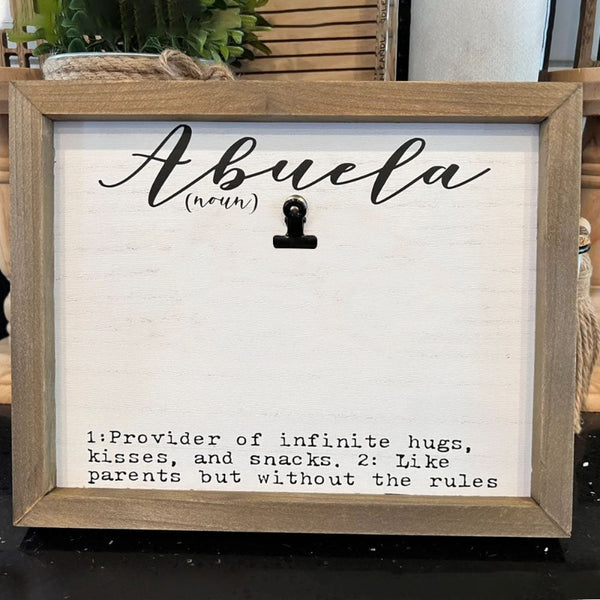 Abuela
(noun)
1:Provider of infinite hugs,
kisses, and snacks. 2: Like
parents but without the rules